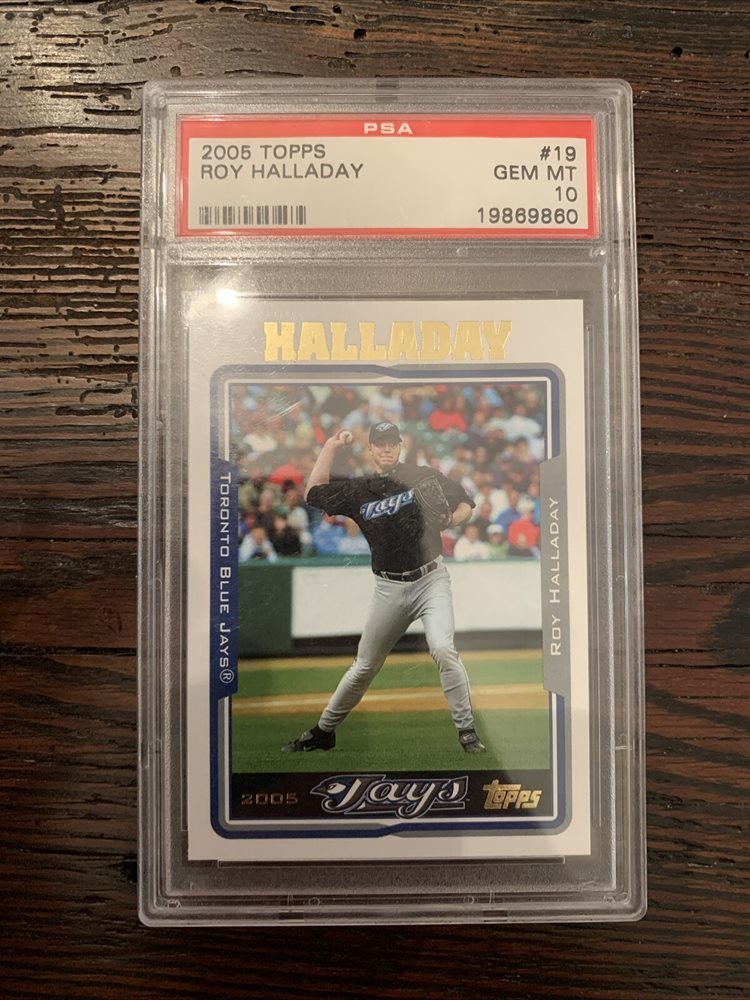 PSA
2005 TOPPS #19
ROY HALLADAY GEM MT
10
19869860
HALLADAY
TORONTO BLUE JAYS®
Jays
ROY HALLADAY
2005 Jays Topps